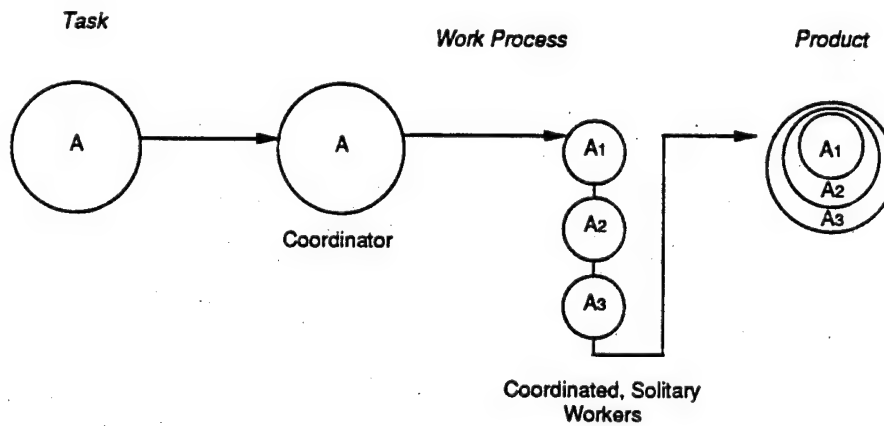 Task
Work Process
Product
A
A
A1
A2
A3
A1
A2
A3
Coordinator
Coordinated, Solitary
Workers